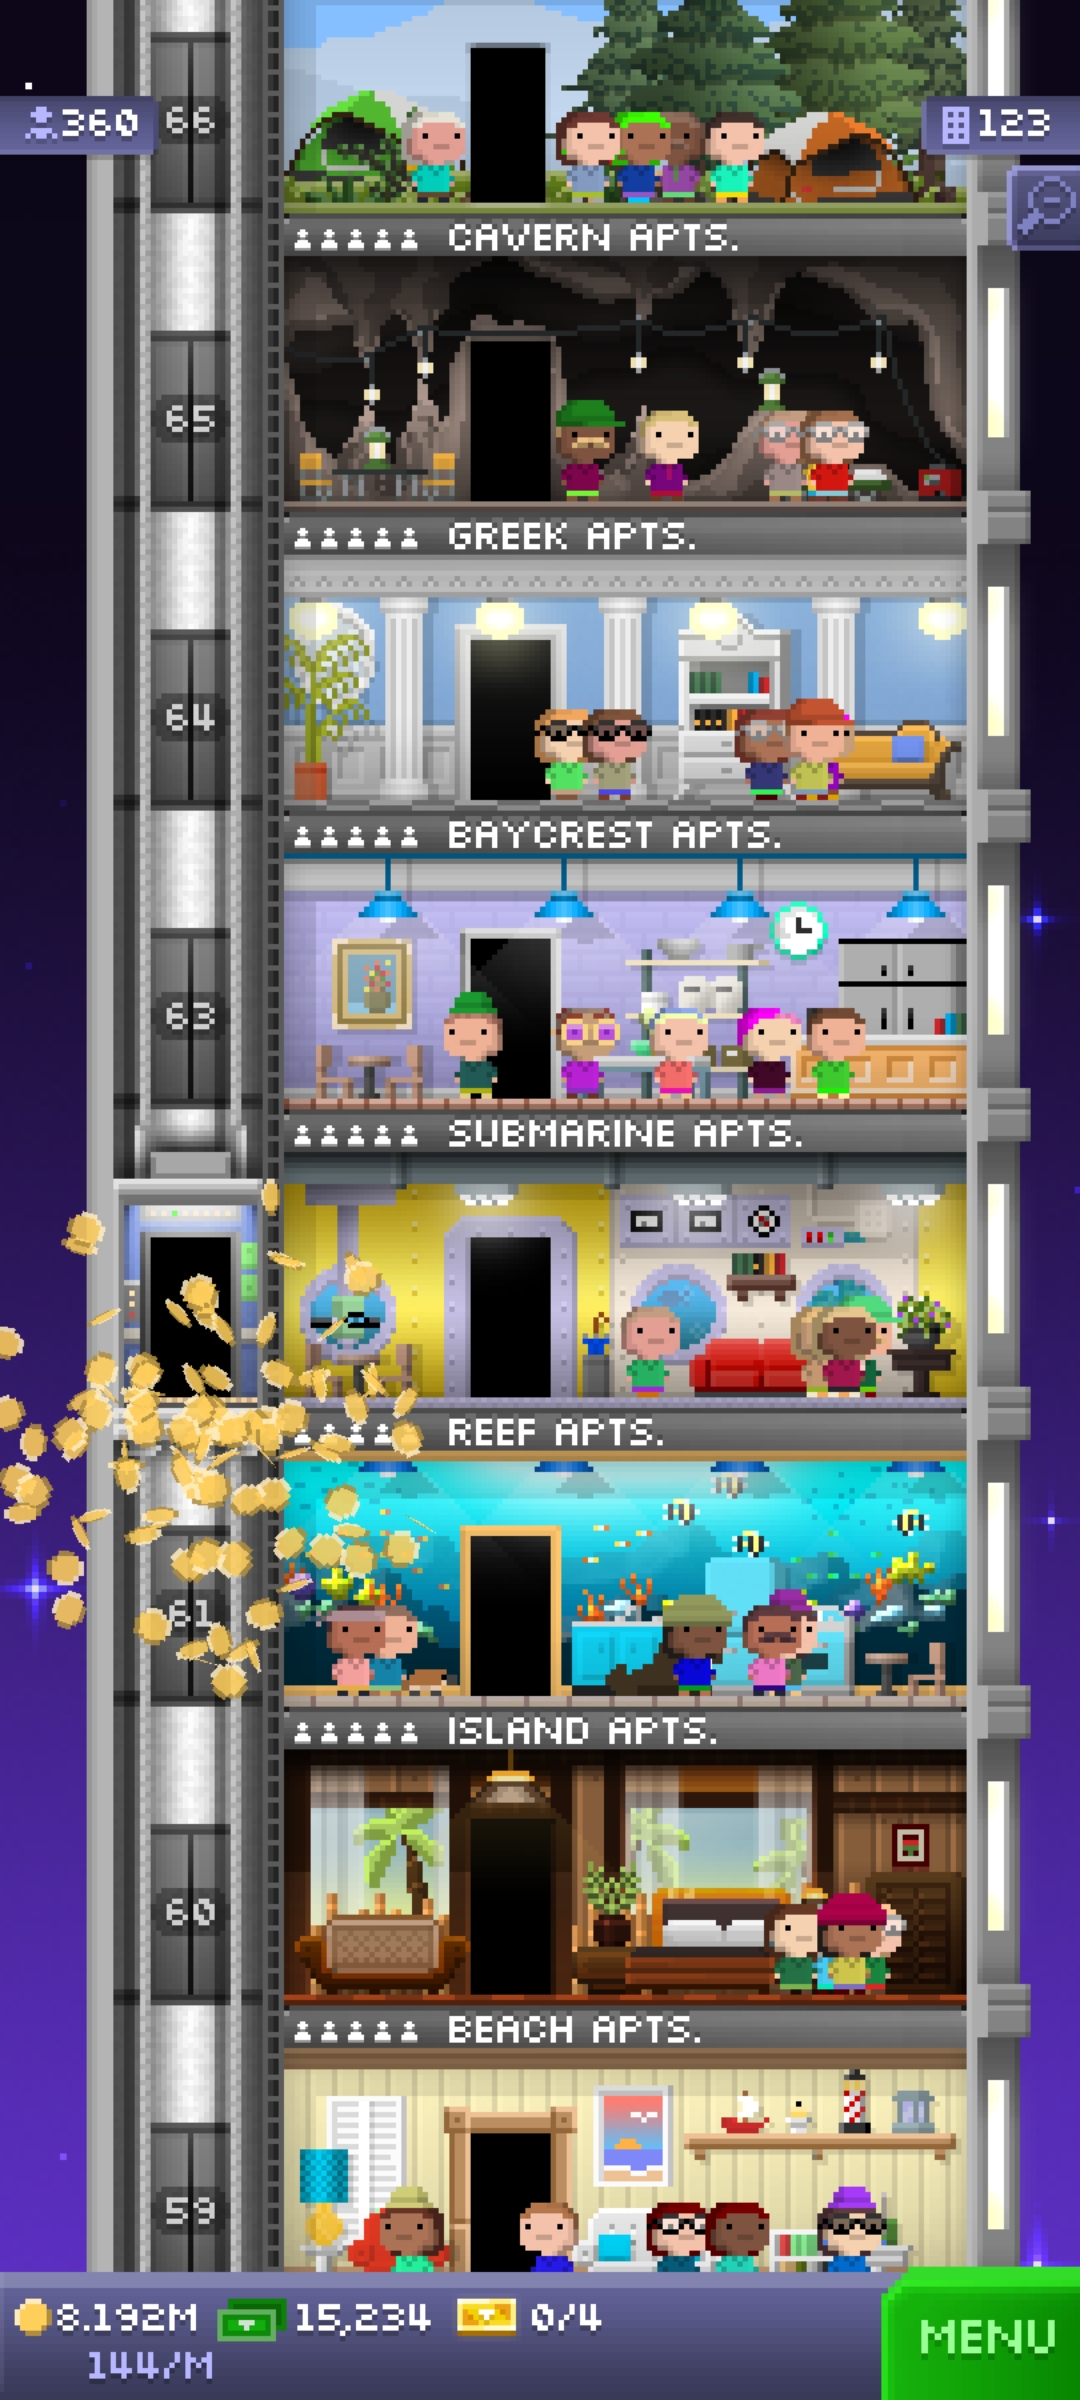 360
66
123
CAVERN APTS.
65
GREEK APTS.
64
BAYCREST APTS.
63
SUBMARINE APTS.
REEF APTS.
61
ISLAND APTS.
60
BEACH APTS.
59
8.192M 15,234 0/4
144/M
MENU